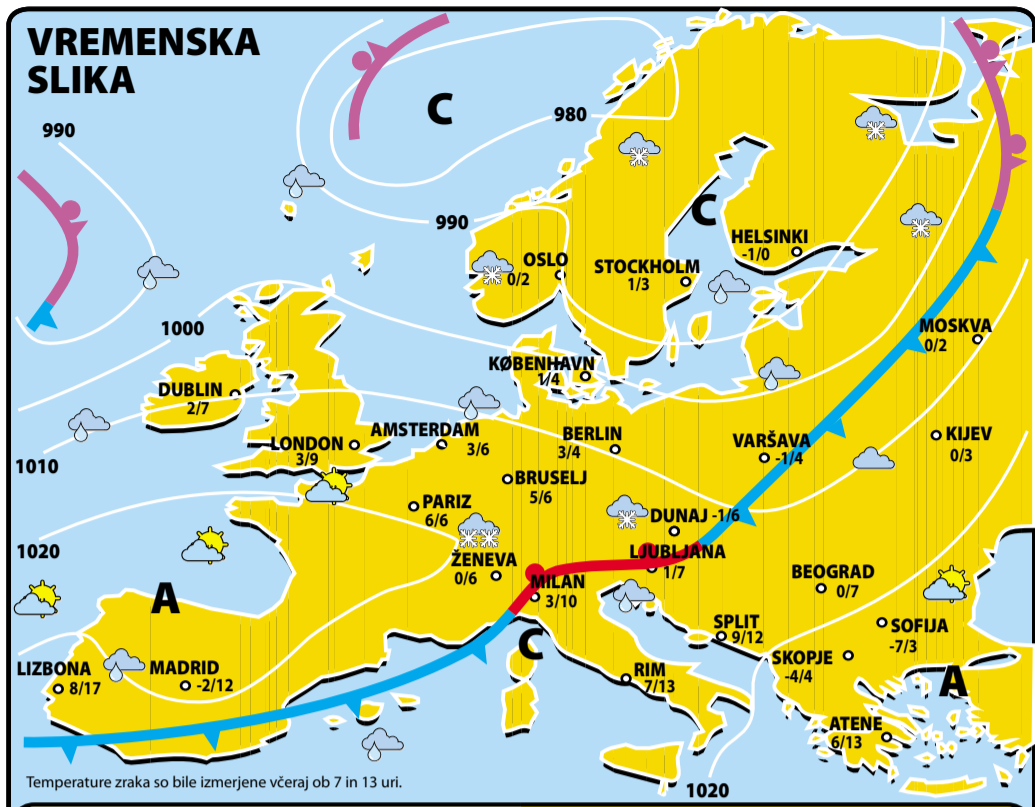 VREMENSKA
SLIKA
990
C
980
990
C
HELSINKI
-1/0
OSLO
0/2
STOCKHOLM
1/3
1000
MOSKVA
0/2
KØBENHAVN
1/4
DUBLIN
2/7
LONDON
3/9
AMSTERDAM
3/6
BERLIN
3/4
VARŠAVA
-1/4
KIJEV
0/3
1010
BRUSELJ
5/6
PARIZ
6/6
DUNAJ -1/6
1020
ŽENEVA
0/6
LJUBLJANA
1/7
MILAN
3/10
BEOGRAD
0/7
A
SPLIT
9/12
SOFIJA
-7/3
C
SKOPJE
-4/4
LIZBONA
8/17
MADRID
-2/12
RIM
7/13
A
ATENE
6/13
Temperature zraka so bile izmerjene včeraj ob 7 in 13 uri.
1020